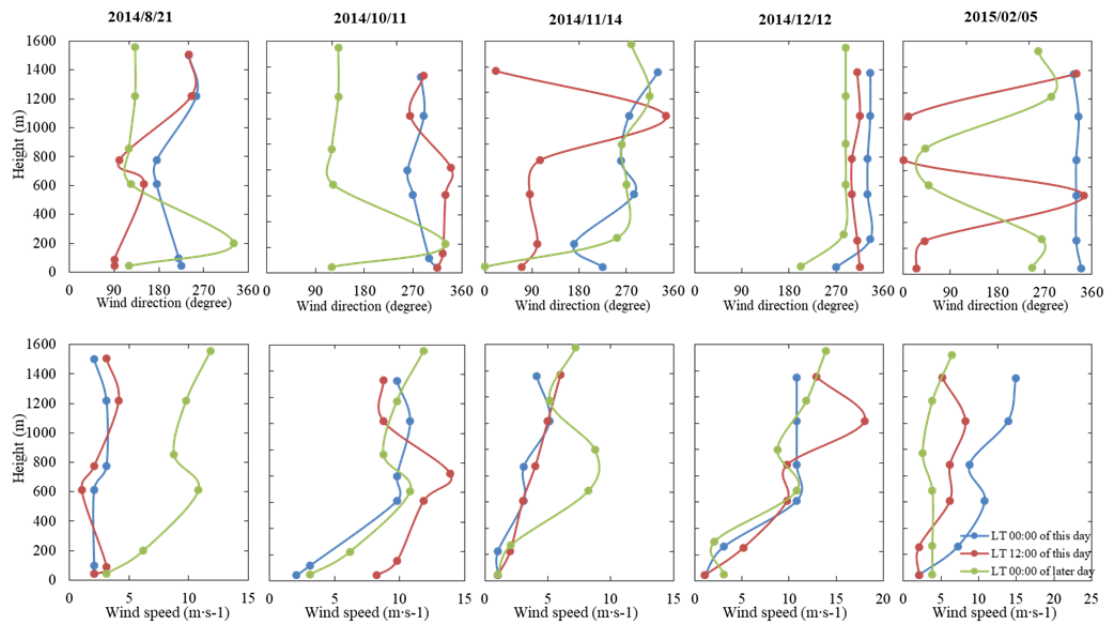 2014/8/21 2014/10/11 2014/11/14 2014/12/12 2015/02/05
Height (m)
1600
1400
1200
1000
800
600
400
200
0
0 90 180 270 360 0 90 180 270 360 0 90 180 270 360 0 90 180 270 360 0 90 180 270 360
Wind direction (degree) Wind direction (degree) Wind direction (degree) Wind direction (degree) Wind direction (degree)
Height (m)
1600
1400
1200
1000
800
600
400
200
0
LT 00:00 of this day
LT 12:00 of this day
LT 00:00 of later day
0 5 10 15 0 5 10 15 0 5 10 15 0 5 10 15 20 0 5 10 15 20
Wind speed (m·s-1) Wind speed (m·s-1) Wind speed (m·s-1) Wind speed (m·s-1) Wind speed (m·s-1)